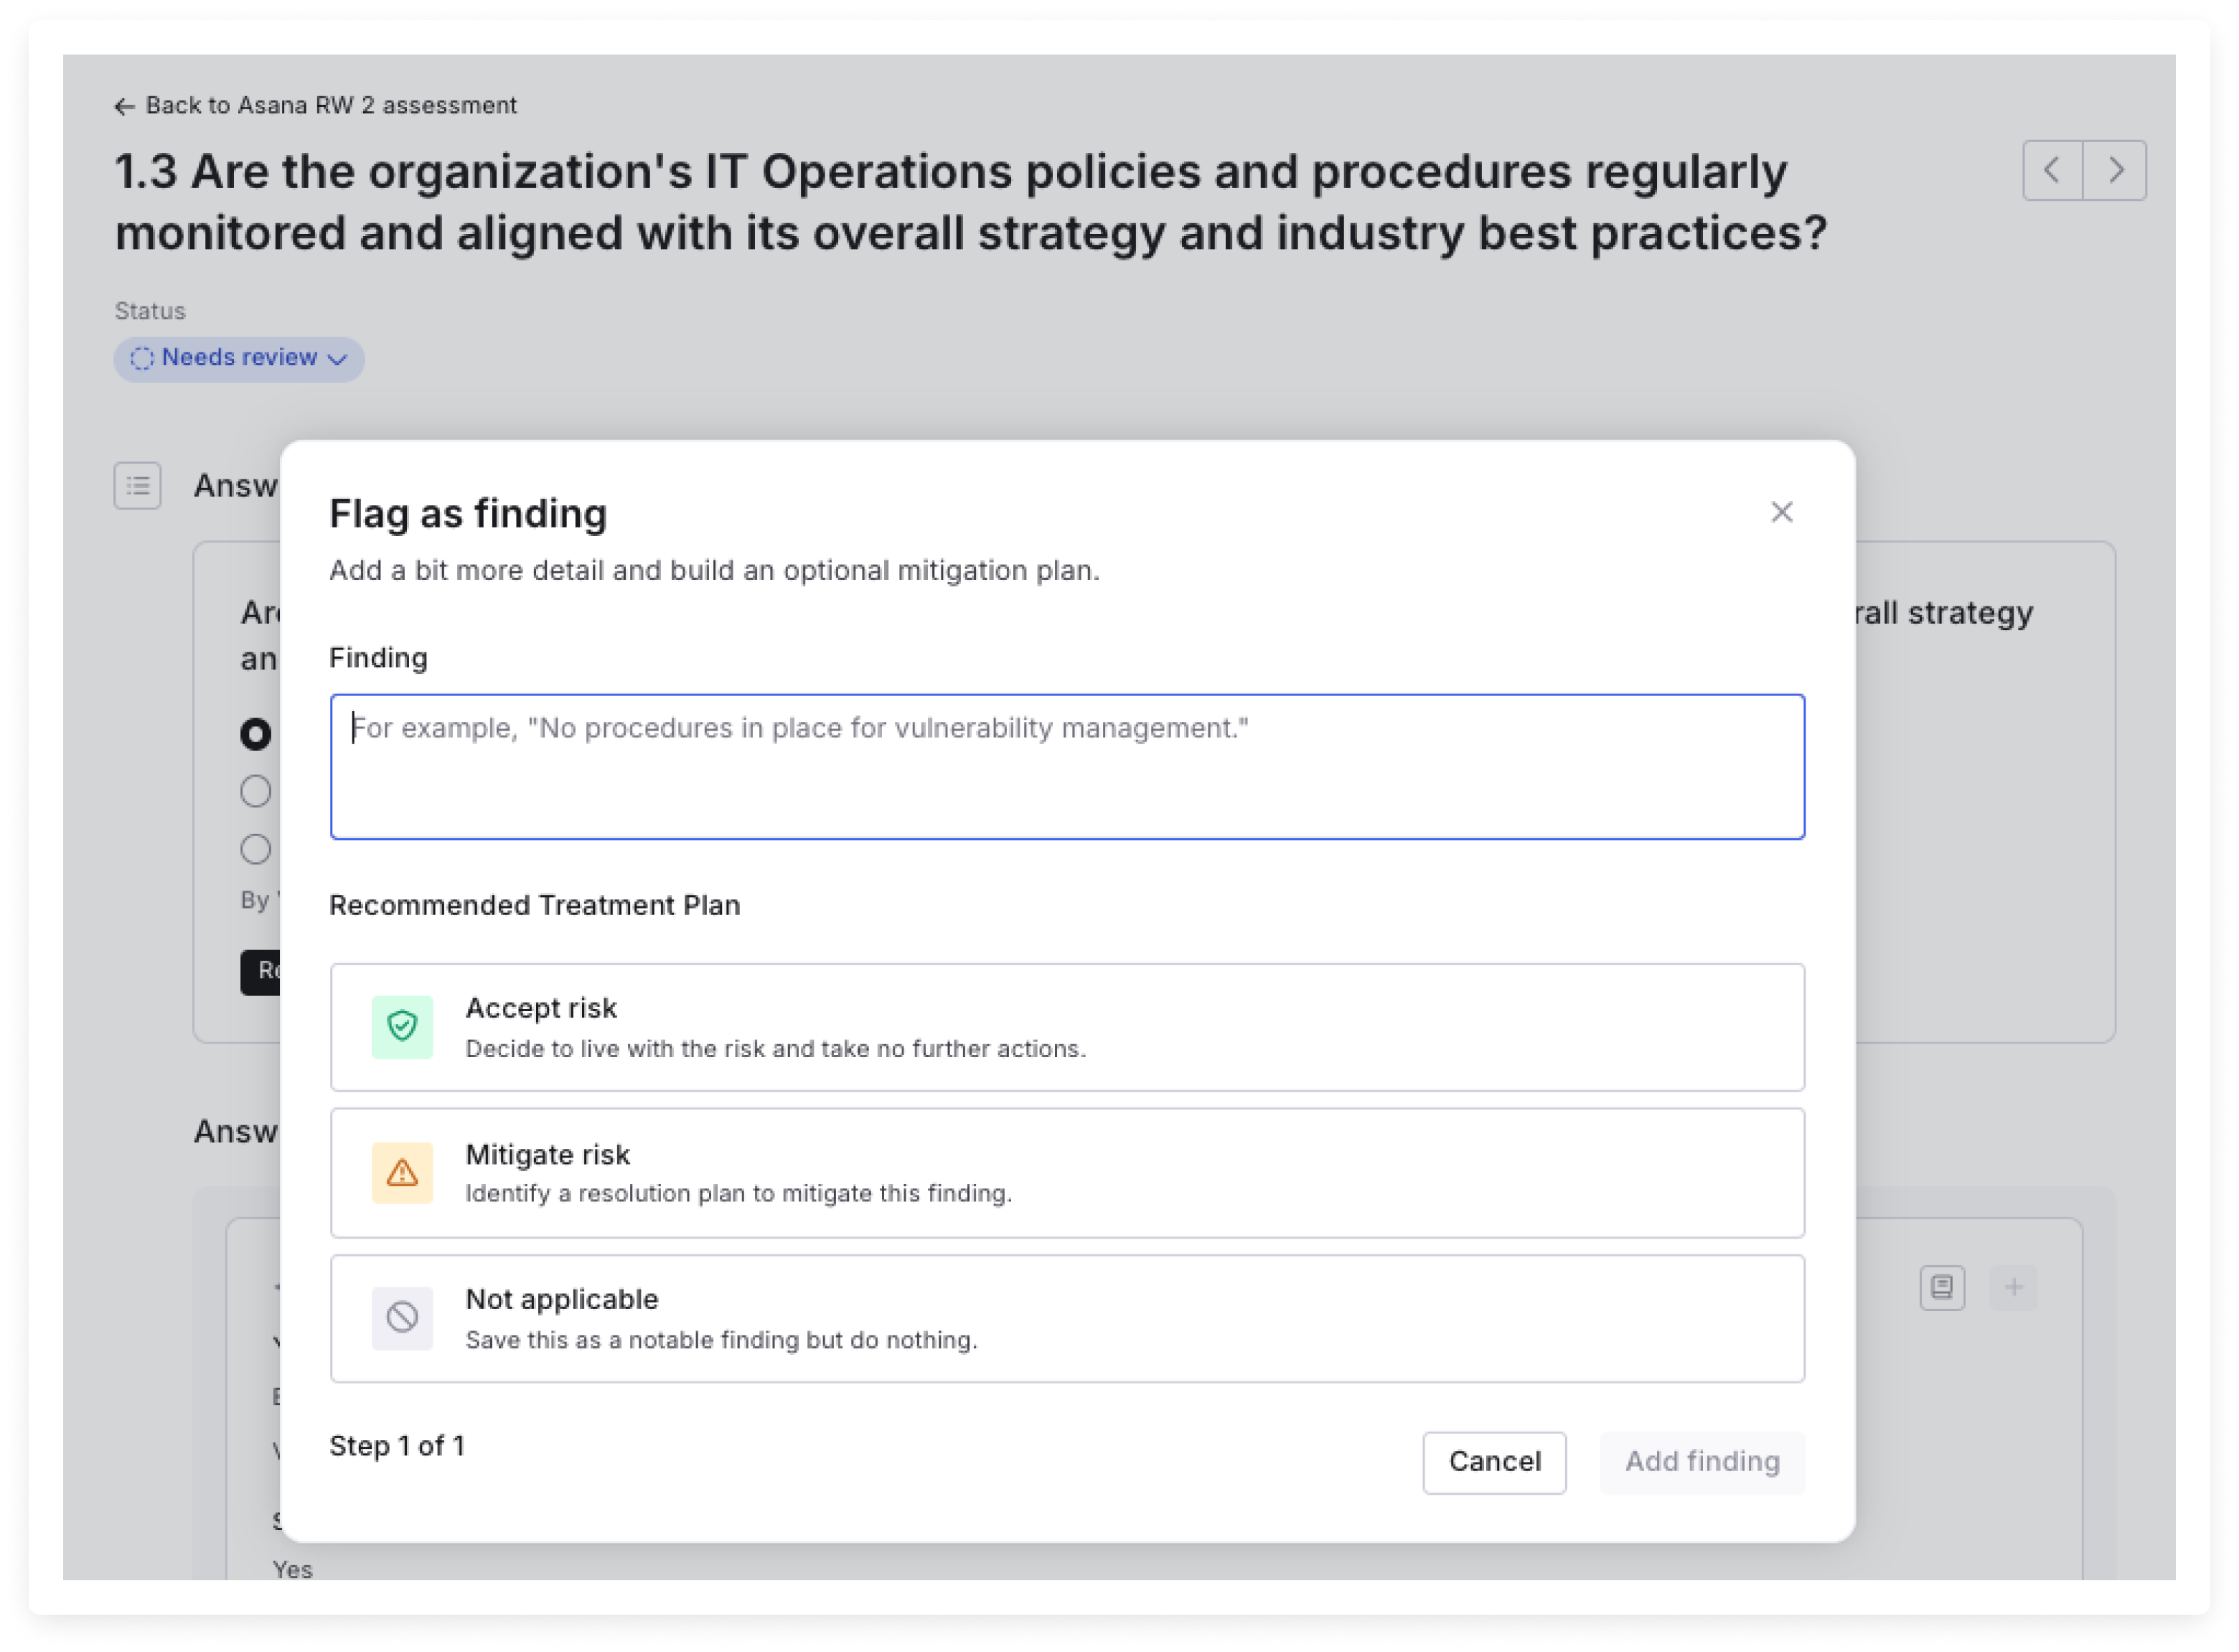 Back to Asana RW 2 assessment
1.3 Are the organization's IT Operations policies and procedures regularly
monitored and aligned with its overall strategy and industry best practices?
Status
Needs review
Answ
Flag as finding
Add a bit more detail and build an optional mitigation plan.
rall strategy
an
Finding
For example, "No procedures in place for vulnerability management."
By
Recommended Treatment Plan
Accept risk
Decide to live with the risk and take no further actions.
Answ
Mitigate risk
Identify a resolution plan to mitigate this finding.
Not applicable
Save this as a notable finding but do nothing.
Step 1 of 1
Cancel
Add finding
Yes